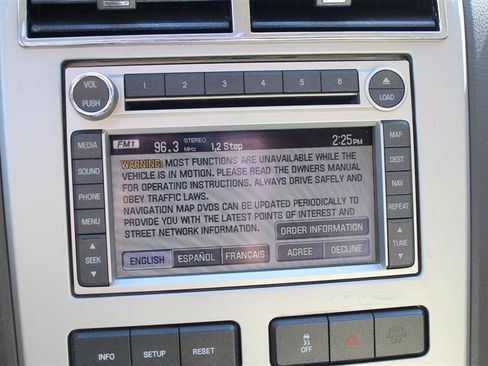 VOL
PUSH
1 2 3 4 5 6
LOAD
MEDIA
SOUND
PHONE
MENU
SEEK
MAP
DEST
NAV
REPEAT
TUNE
FM1 96.3 MHz STEREO 1,2 Step 2:25PM
WARNING: MOST FUNCTIONS ARE UNAVAILABLE WHILE THE
VEHICLE IS IN MOTION. PLEASE READ THE OWNERS MANUAL
FOR OPERATING INSTRUCTIONS. ALWAYS DRIVE SAFELY AND
OBEY TRAFFIC LAWS.
NAVIGATION MAP DVDS CAN BE UPDATED PERIODICALLY TO
PROVIDE YOU WITH THE LATEST POINTS OF INTEREST AND
STREET NETWORK INFORMATION.
ORDER INFORMATION
ENGLISH ESPAÑOL FRANÇAIS AGREE DECLINE
INFO SETUP RESET
OFF